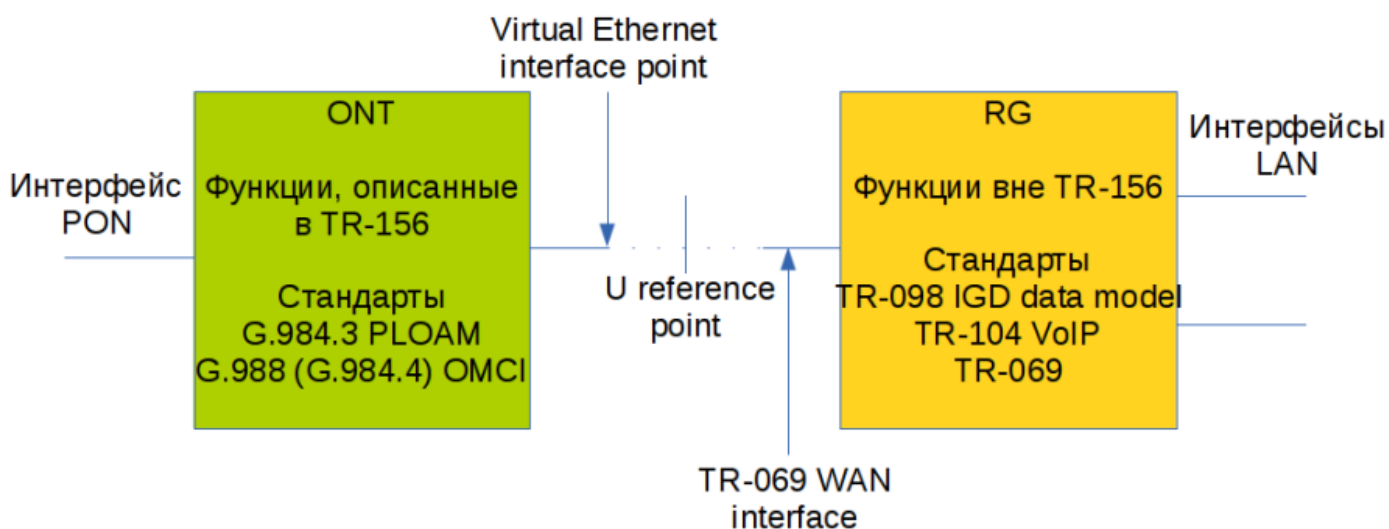 Virtual Ethernet
interface point
ONT
RG
Интерфейсы
LAN
Интерфейс
PON
Функции, описанные
в TR-156
Функции вне TR-156
Стандарты
G.984.3 PLOAM
G.988 (G.984.4) OMCI
U reference
point
Стандарты
TR-098 IGD data model
TR-104 VoIP
TR-069
TR-069 WAN
interface